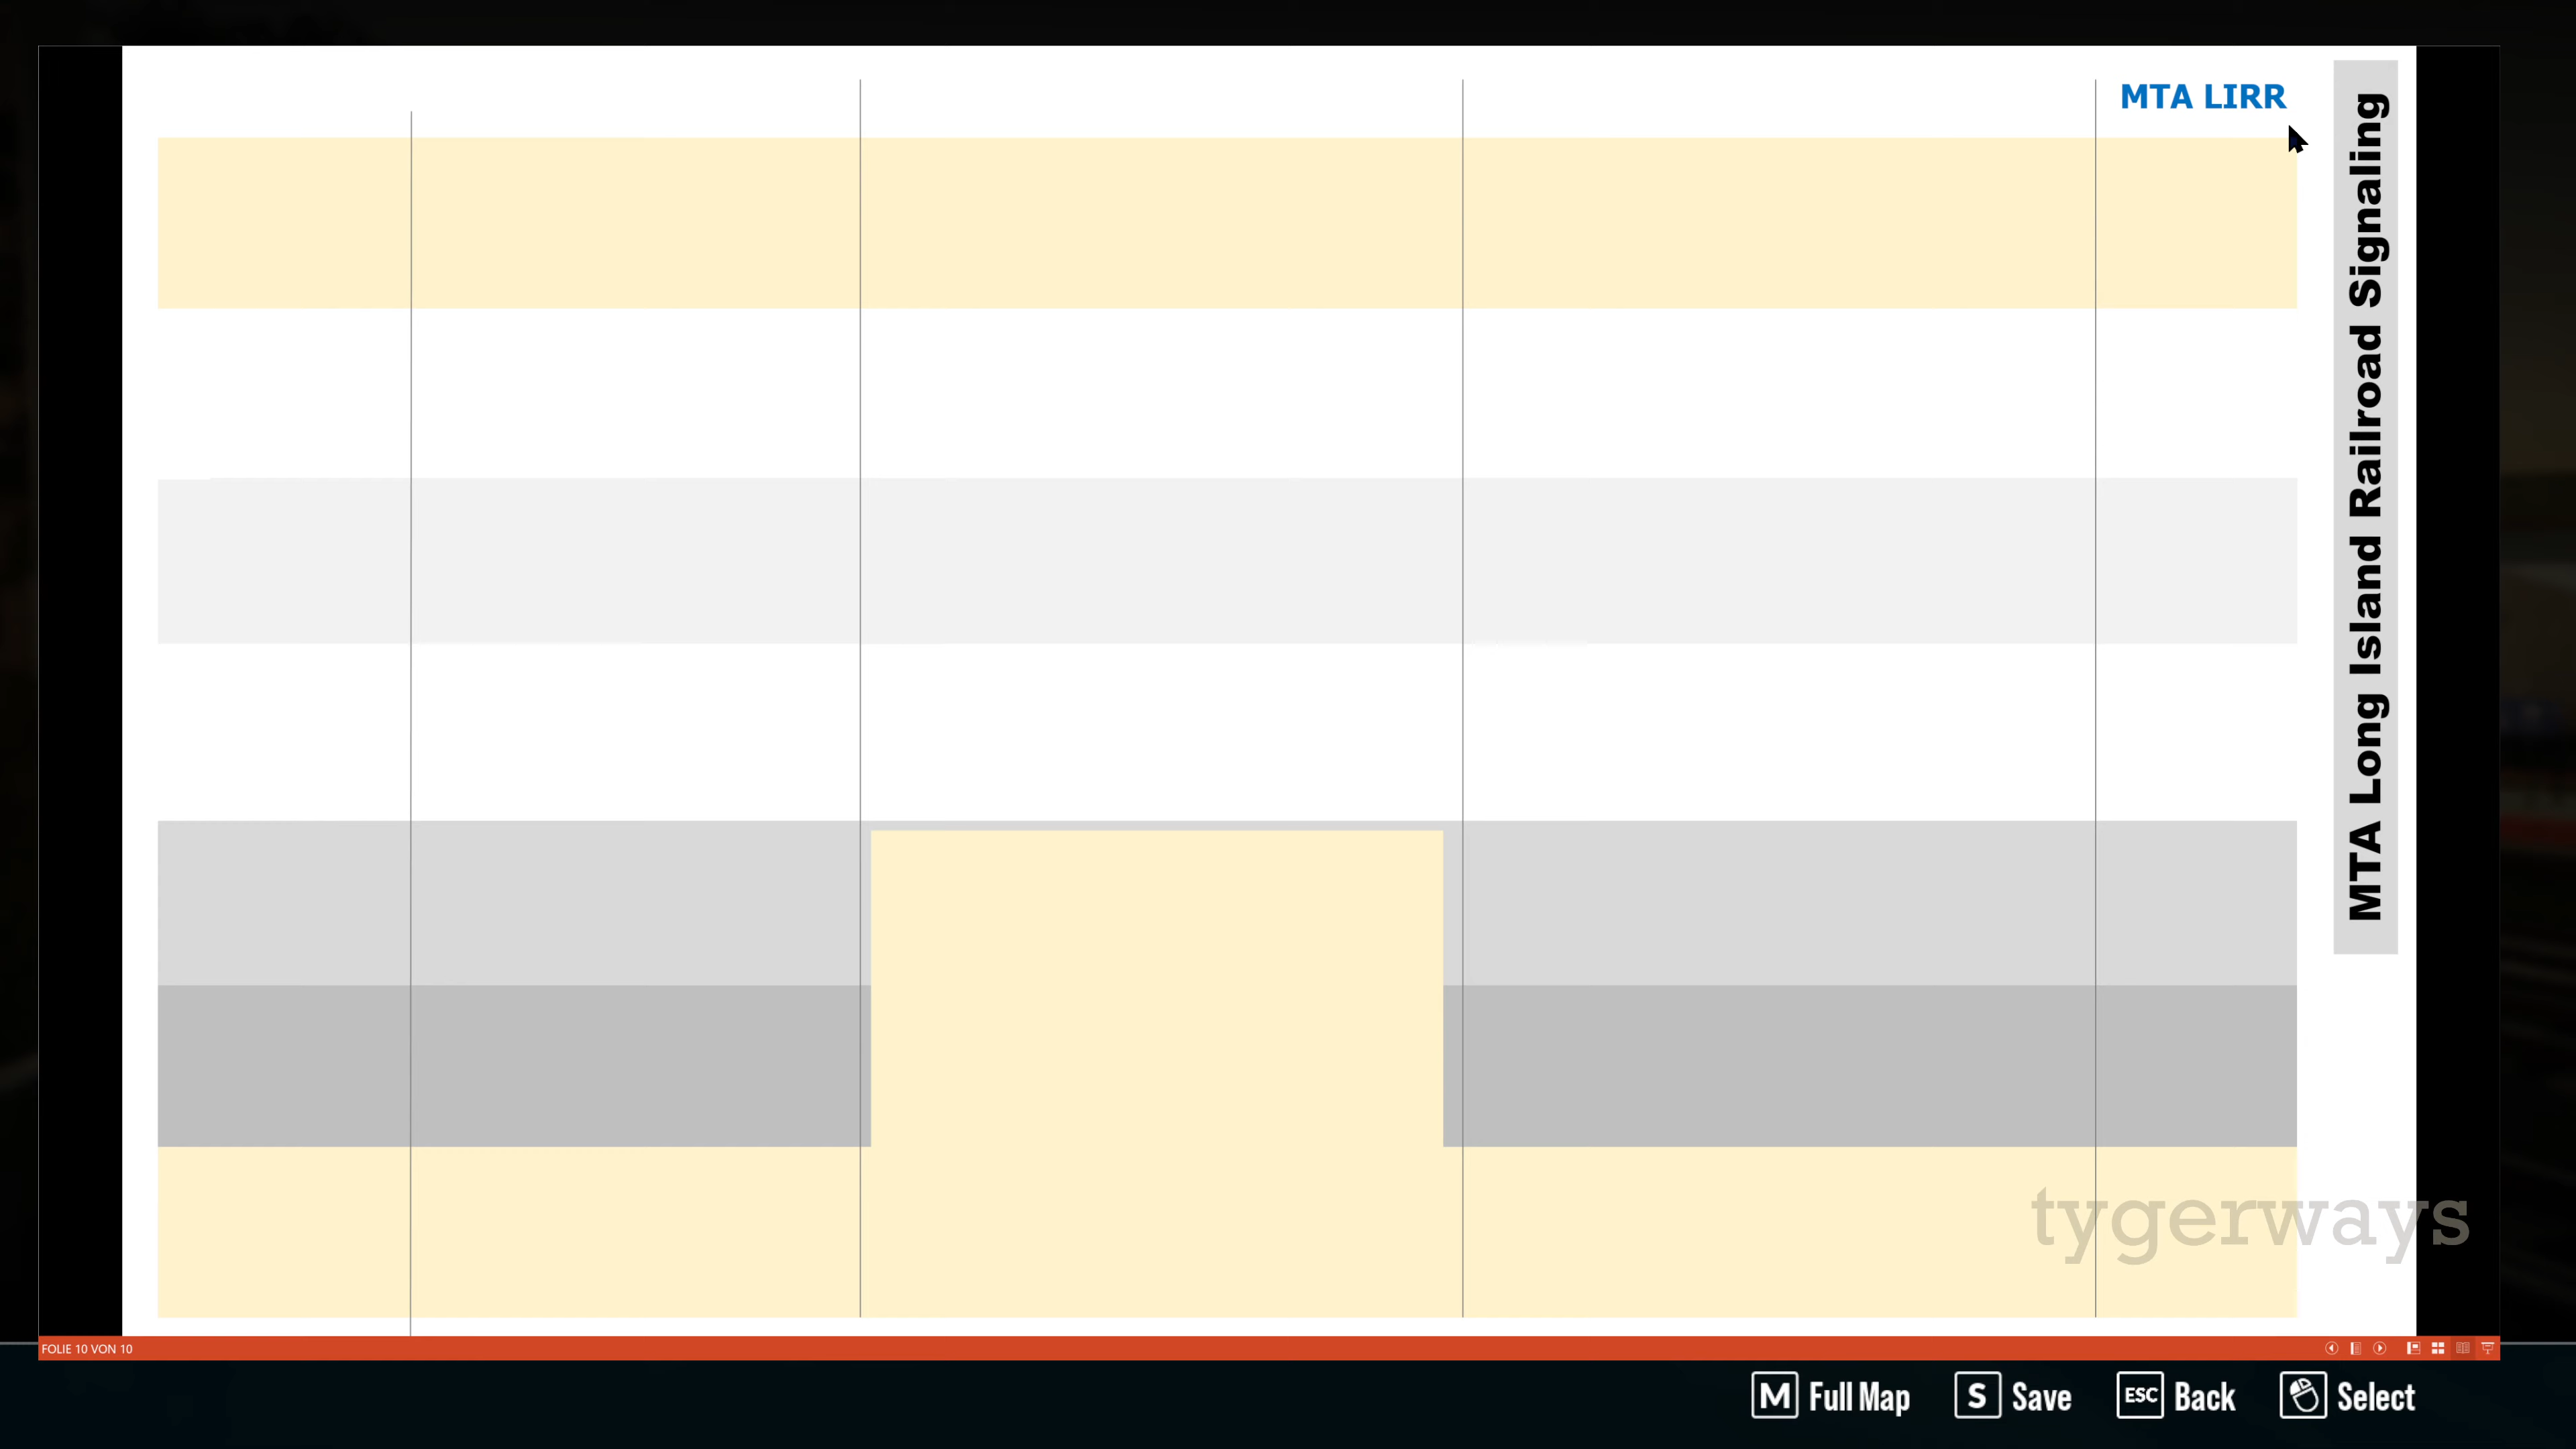 MTA LIRR
MTA Long Island Railroad Signaling
tygerways
FOLIE 10 VON 10
M Full Map S Save ESC Back Select